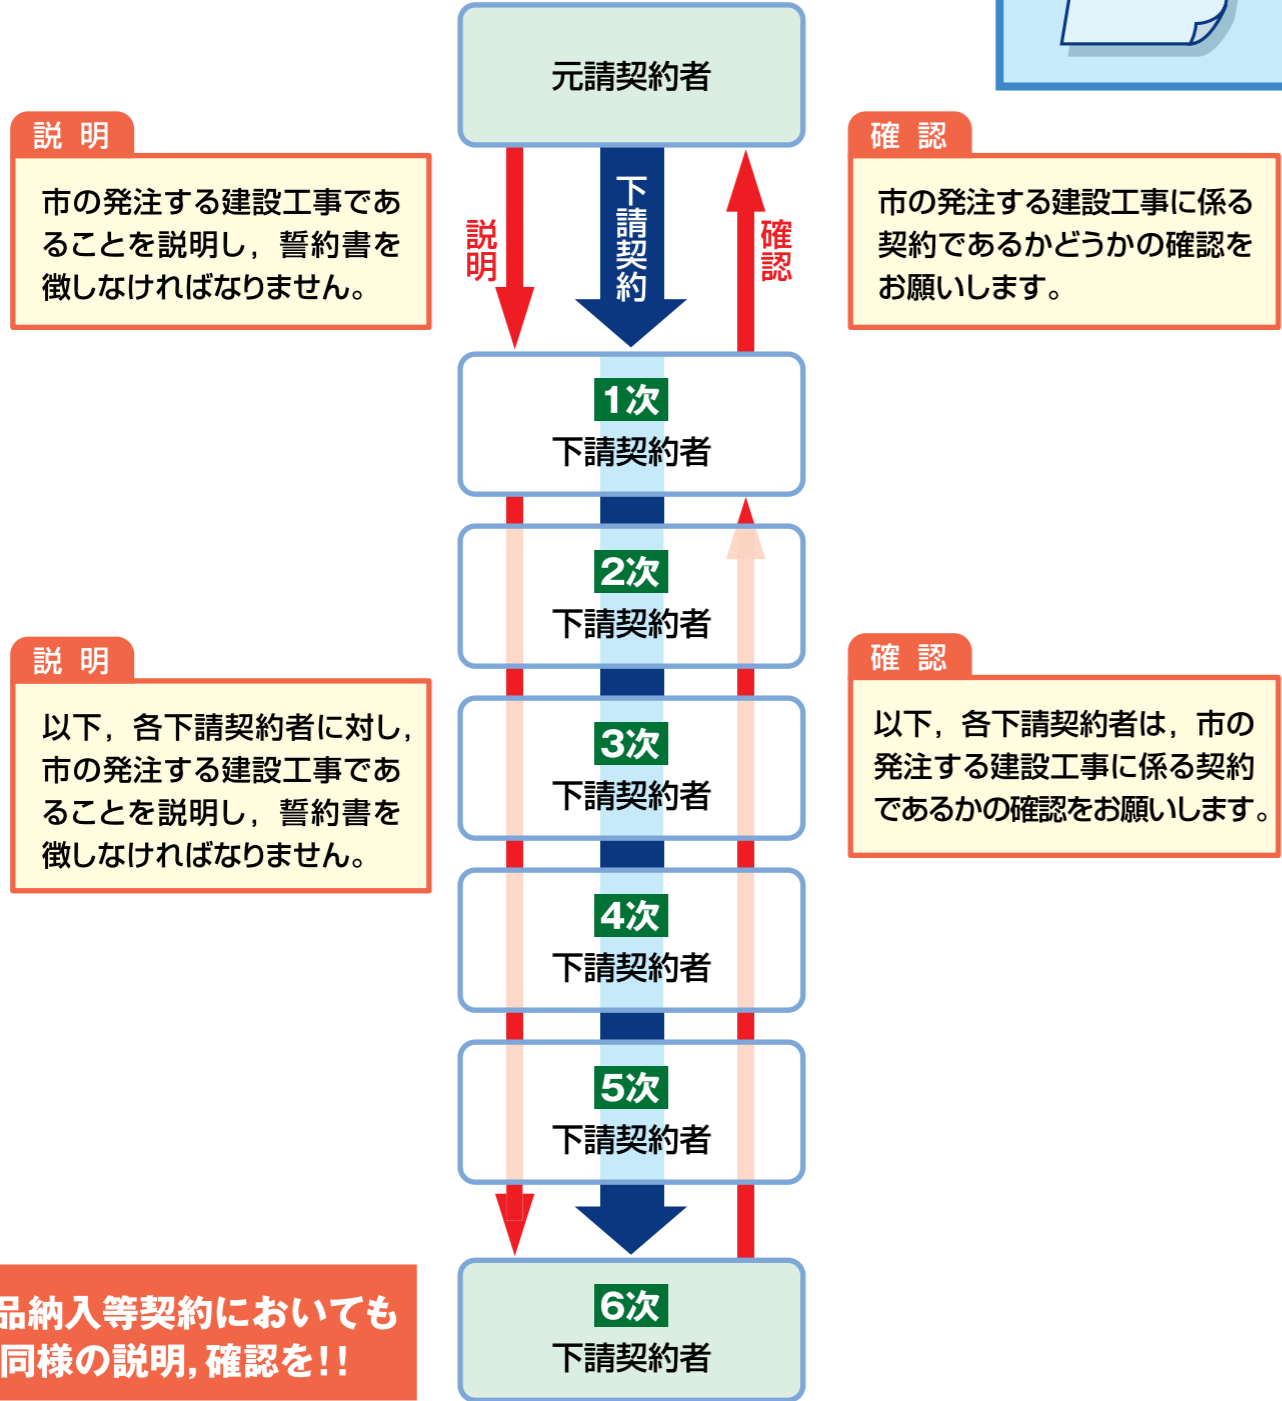 元請契約者
説明
市の発注する建設工事であ
ることを説明し，誓約書を
徴しなければなりません。
説明
下請契約
確認
確認
市の発注する建設工事に係る
契約であるかどうかの確認を
お願いします。
1次
下請契約者
2次
下請契約者
説明
以下，各下請契約者に対し，
市の発注する建設工事であ
ることを説明し，誓約書を
徴しなければなりません。
確認
以下，各下請契約者は，市の
発注する建設工事に係る契約
であるかの確認をお願いします。
3次
下請契約者
4次
下請契約者
5次
下請契約者
6次
下請契約者
品納入等契約においても
同様の説明，確認を!!